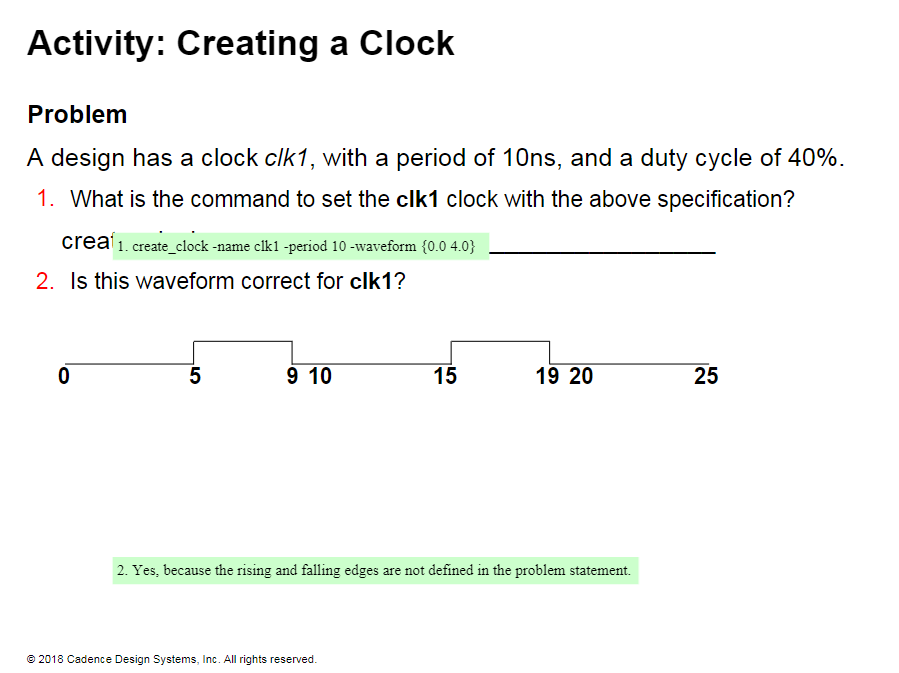 Activity: Creating a Clock
Problem
A design has a clock clk1, with a period of 10ns, and a duty cycle of 40%.
1. What is the command to set the clk1 clock with the above specification?
1. create_clock -name clk1 -period 10 -waveform {0.0 4.0}
2. Is this waveform correct for clk1?
0 5 9 10 15 19 20 25
2. Yes, because the rising and falling edges are not defined in the problem statement.
© 2018 Cadence Design Systems, Inc. All rights reserved.